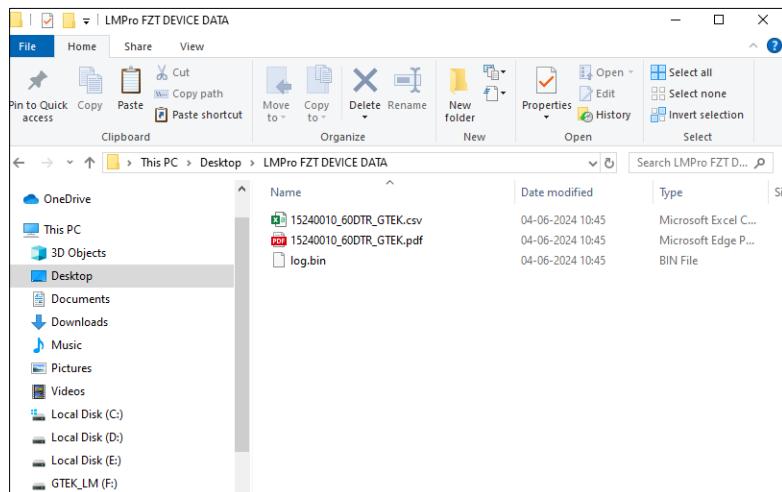 LMPro FZT DEVICE DATA
File Home Share View
Pin to Quick access
Copy
Paste
Cut
Copy path
Paste shortcut
Clipboard
Move to
Copy to
Delete
Rename
Organize
New folder
New
Properties
Open
Edit
History
Open
Select all
Select none
Invert selection
Select
This PC Desktop LMPro FZT DEVICE DATA
Search LMPro FZT D...
OneDrive
This PC
3D Objects
Desktop
Documents
Downloads
Music
Pictures
Videos
Local Disk (C:)
Local Disk (D:)
Local Disk (E:)
GTEK_LM (F:)
Name Date modified Type Si
15240010_60DTR_GTEK.csv 04-06-2024 10:45 Microsoft Excel C...
PDF 15240010_60DTR_GTEK.pdf 04-06-2024 10:45 Microsoft Edge P...
log.bin 04-06-2024 10:45 BIN File